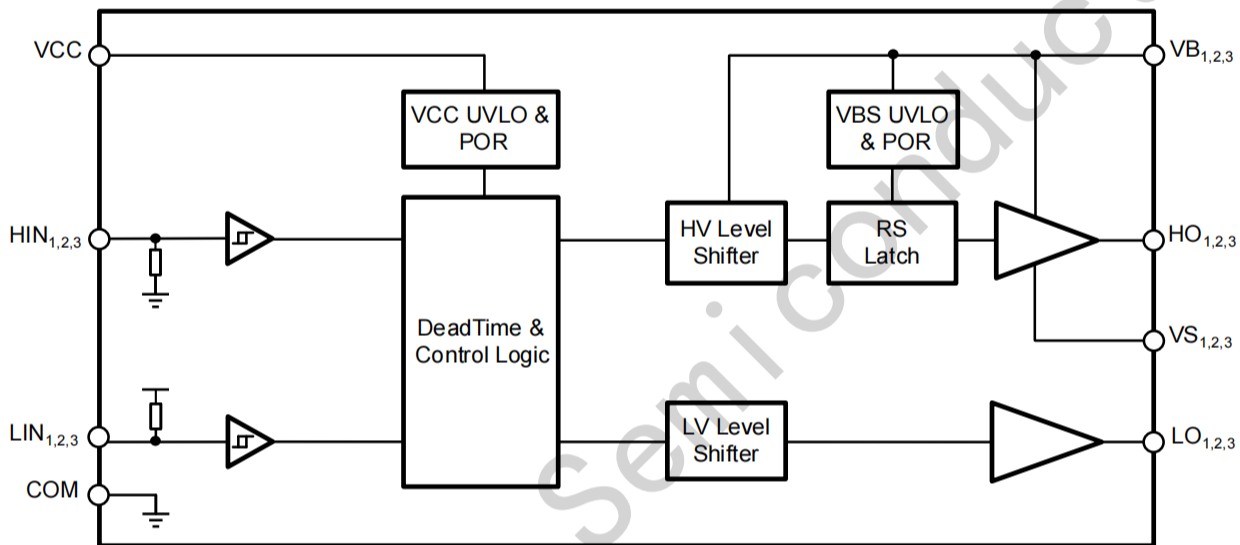 VCC
VB1,2,3
VCC UVLO &
POR
VBS UVLO
& POR
HIN1,2,3
HV Level
Shifter
RS
Latch
HO1,2,3
DeadTime &
Control Logic
VS1,2,3
LIN1,2,3
LV Level
Shifter
LO1,2,3
COM
Semiconduc